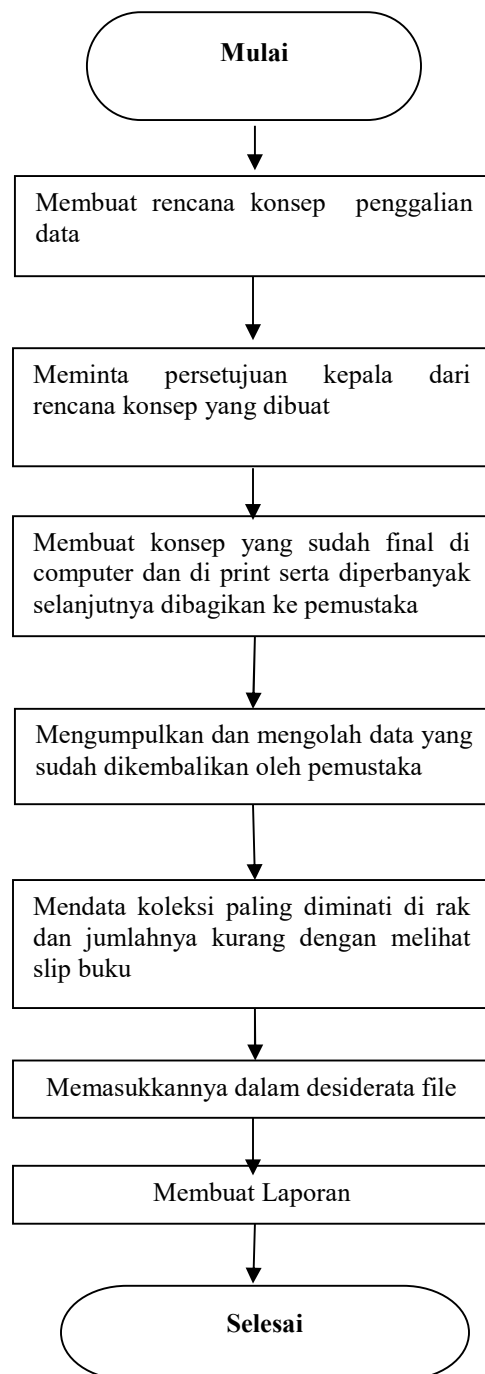 Mulai
Membuat rencana konsep penggalian
data
Meminta persetujuan kepala dari
rencana konsep yang dibuat
Membuat konsep yang sudah final di
computer dan di print serta diperbanyak
selanjutnya dibagikan ke pemustaka
Mengumpulkan dan mengolah data yang
sudah dikembalikan oleh pemustaka
Mendata koleksi paling diminati di rak
dan jumlahnya kurang dengan melihat
slip buku
Memasukkannya dalam desiderata file
Membuat Laporan
Selesai